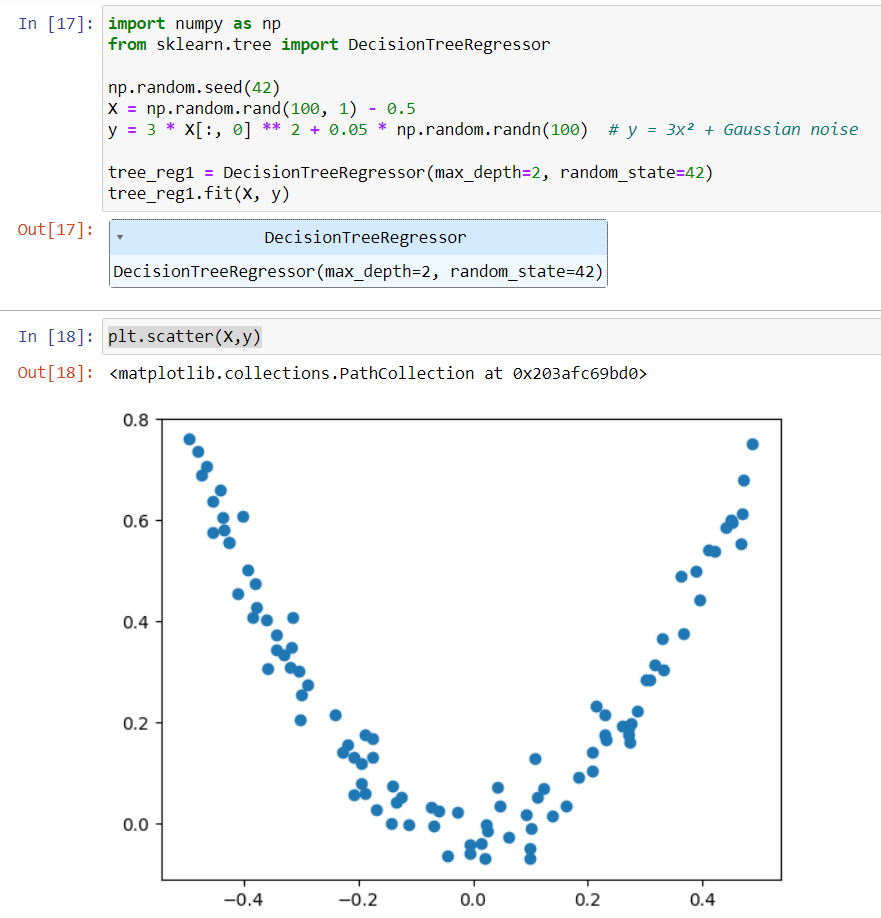 In [17]: import numpy as np
from sklearn.tree import DecisionTreeRegressor
np.random.seed(42)
X = np.random.rand(100, 1) - 0.5
y = 3 * X[:, 0] ** 2 + 0.05 * np.random.randn(100)  # y = 3x² + Gaussian noise
tree_reg1 = DecisionTreeRegressor(max_depth=2, random_state=42)
tree_reg1.fit(X, y)
Out[17]: ▾ DecisionTreeRegressor
DecisionTreeRegressor(max_depth=2, random_state=42)
In [18]: plt.scatter(X,y)
Out[18]: <matplotlib.collections.PathCollection at 0x203afc69bd0>
0.8
0.6
0.4
0.2
0.0
−0.4 −0.2 0.0 0.2 0.4